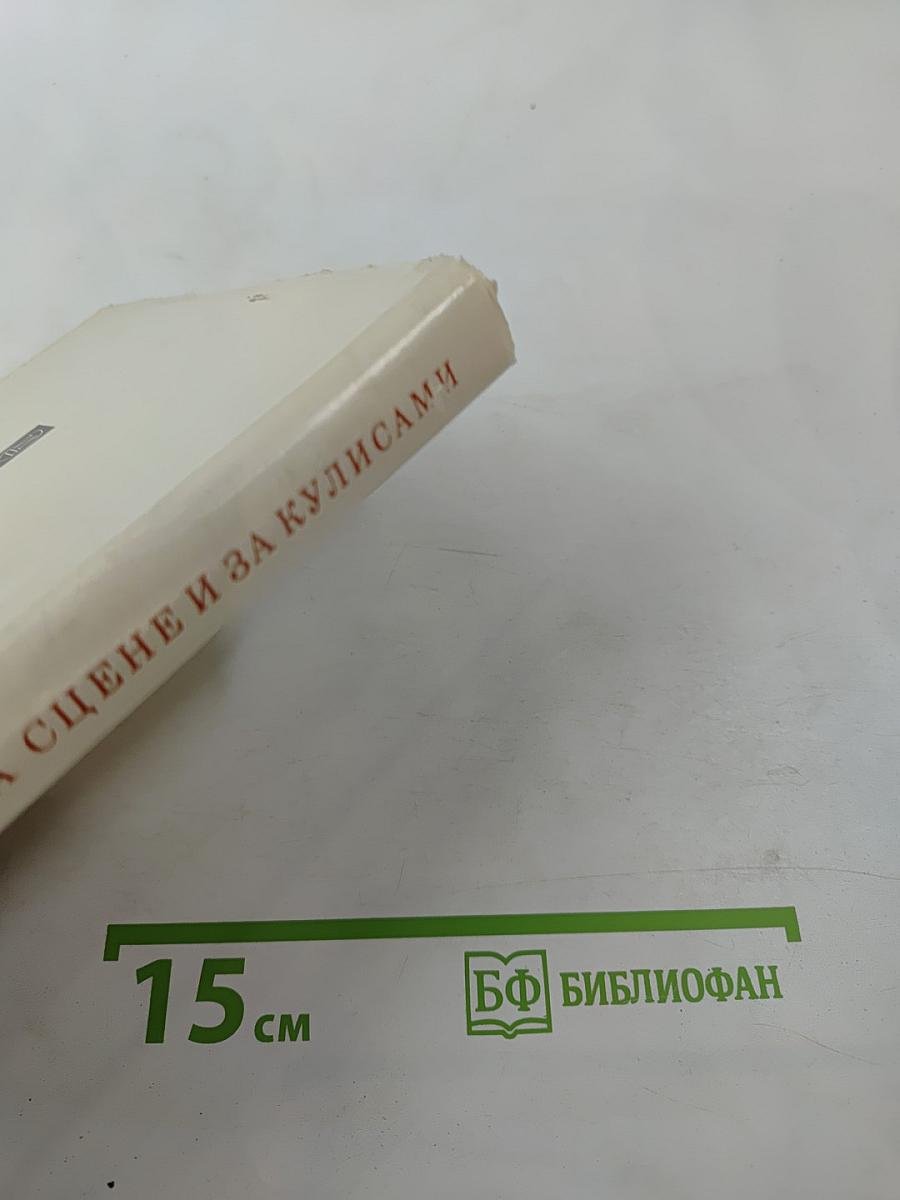 А СЦЕНЕ И ЗА КУЛИСАМИ
15 см
БФ БИБЛИОФАН